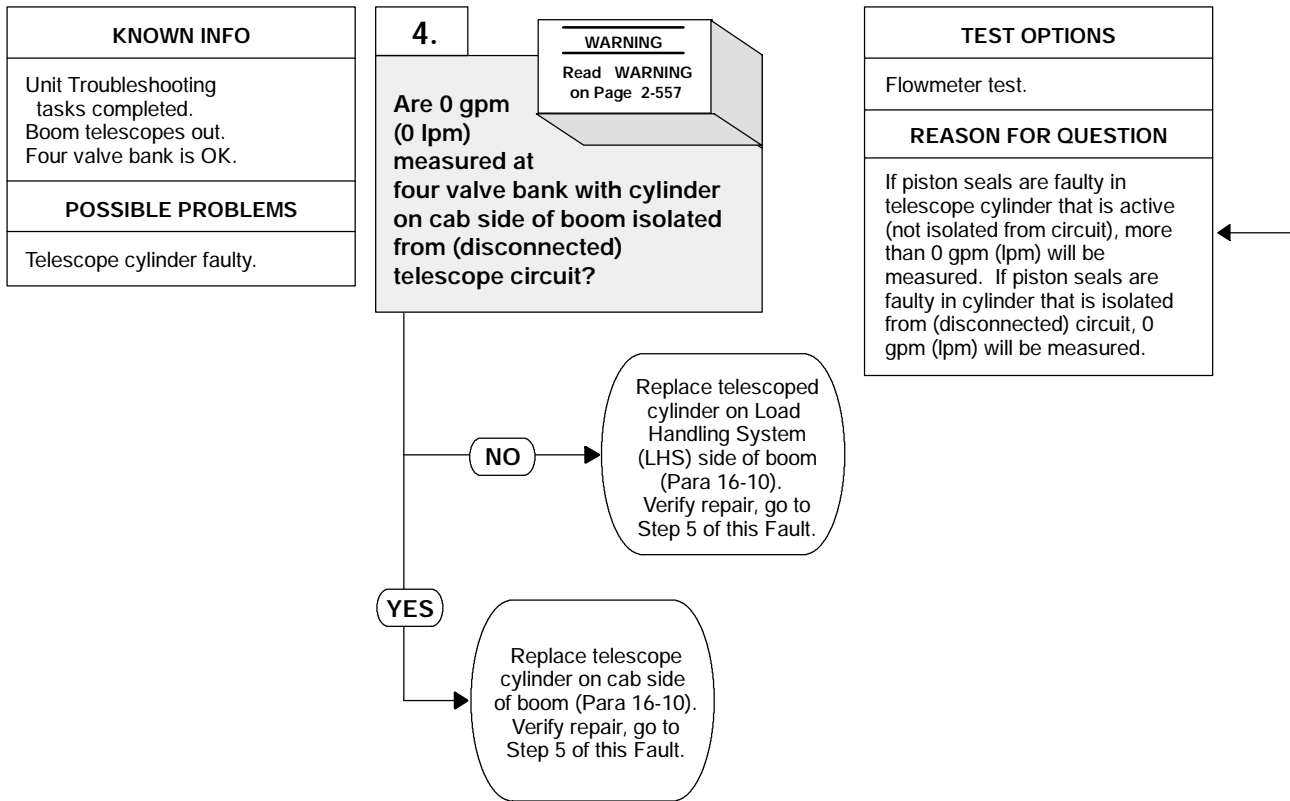 KNOWN INFO
Unit Troubleshooting
tasks completed.
Boom telescopes out.
Four valve bank is OK.
POSSIBLE PROBLEMS
Telescope cylinder faulty.
4.
WARNING
Read WARNING
on Page 2-557
Are 0 gpm
(0 lpm)
measured at
four valve bank with cylinder
on cab side of boom isolated
from (disconnected)
telescope circuit?
TEST OPTIONS
Flowmeter test.
REASON FOR QUESTION
If piston seals are faulty in
telescope cylinder that is active
(not isolated from circuit), more
than 0 gpm (lpm) will be
measured. If piston seals are
faulty in cylinder that is isolated
from (disconnected) circuit, 0
gpm (lpm) will be measured.
NO
Replace telescoped
cylinder on Load
Handling System
(LHS) side of boom
(Para 16-10).
Verify repair, go to
Step 5 of this Fault.
YES
Replace telescope
cylinder on cab side
of boom (Para 16-10).
Verify repair, go to
Step 5 of this Fault.